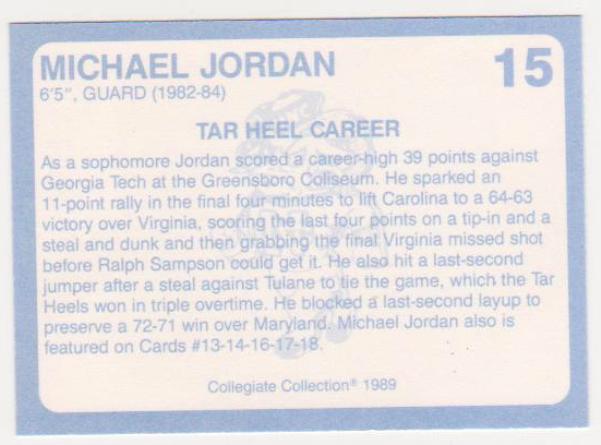 MICHAEL JORDAN 15
6'5", GUARD (1982-84)
TAR HEEL CAREER
As a sophomore Jordan scored a career-high 39 points against
Georgia Tech at the Greensboro Coliseum. He sparked an
11-point rally in the final four minutes to lift Carolina to a 64-63
victory over Virginia, scoring the last four points on a tip-in and a
steal and dunk and then grabbing the final Virginia missed shot
before Ralph Sampson could get it. He also hit a last-second
jumper after a steal against Tulane to tie the game, which the Tar
Heels won in triple overtime. He blocked a last-second layup to
preserve a 72-71 win over Maryland. Michael Jordan also is
featured on Cards #13-14-16-17-18.
Collegiate Collection® 1989